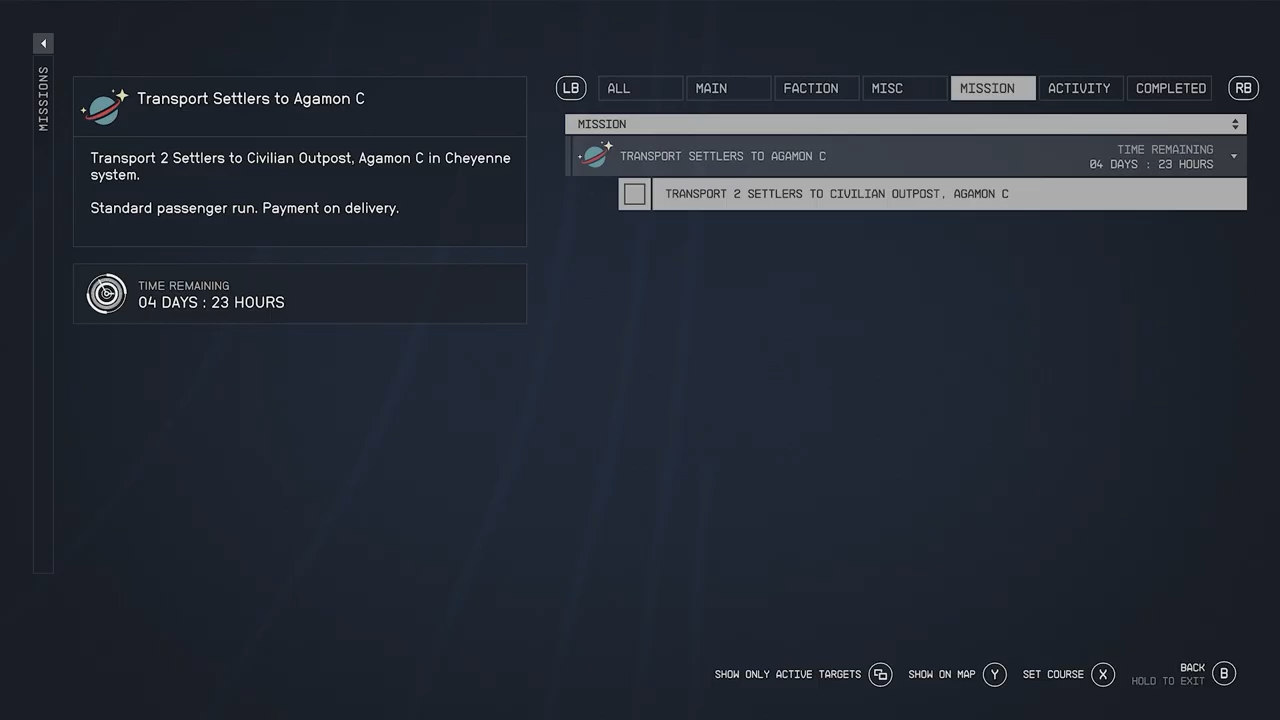 MISSIONS
Transport Settlers to Agamon C
Transport 2 Settlers to Civilian Outpost, Agamon C in Cheyenne
system.
Standard passenger run. Payment on delivery.
TIME REMAINING
04 DAYS : 23 HOURS
LB ALL MAIN FACTION MISC MISSION ACTIVITY COMPLETED RB
MISSION
TRANSPORT SETTLERS TO AGAMON C
TIME REMAINING
04 DAYS : 23 HOURS
TRANSPORT 2 SETTLERS TO CIVILIAN OUTPOST, AGAMON C
SHOW ONLY ACTIVE TARGETS SHOW ON MAP Y SET COURSE X BACK B
HOLD TO EXIT